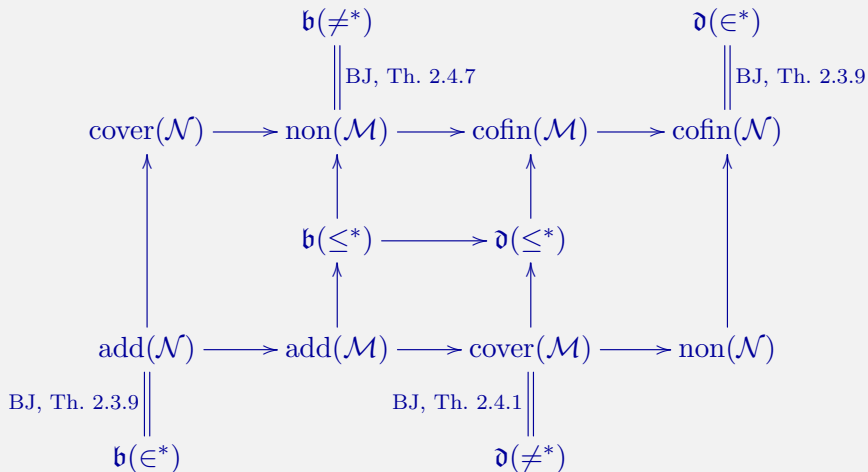 𝔟(≠*) 𝔡(∈*)
BJ, Th. 2.4.7 BJ, Th. 2.3.9
cover(𝒩) non(ℳ) cofin(ℳ) cofin(𝒩)
𝔟(≤*) 𝔡(≤*)
add(𝒩) add(ℳ) cover(ℳ) non(𝒩)
BJ, Th. 2.3.9 BJ, Th. 2.4.1
𝔟(∈*) 𝔡(≠*)